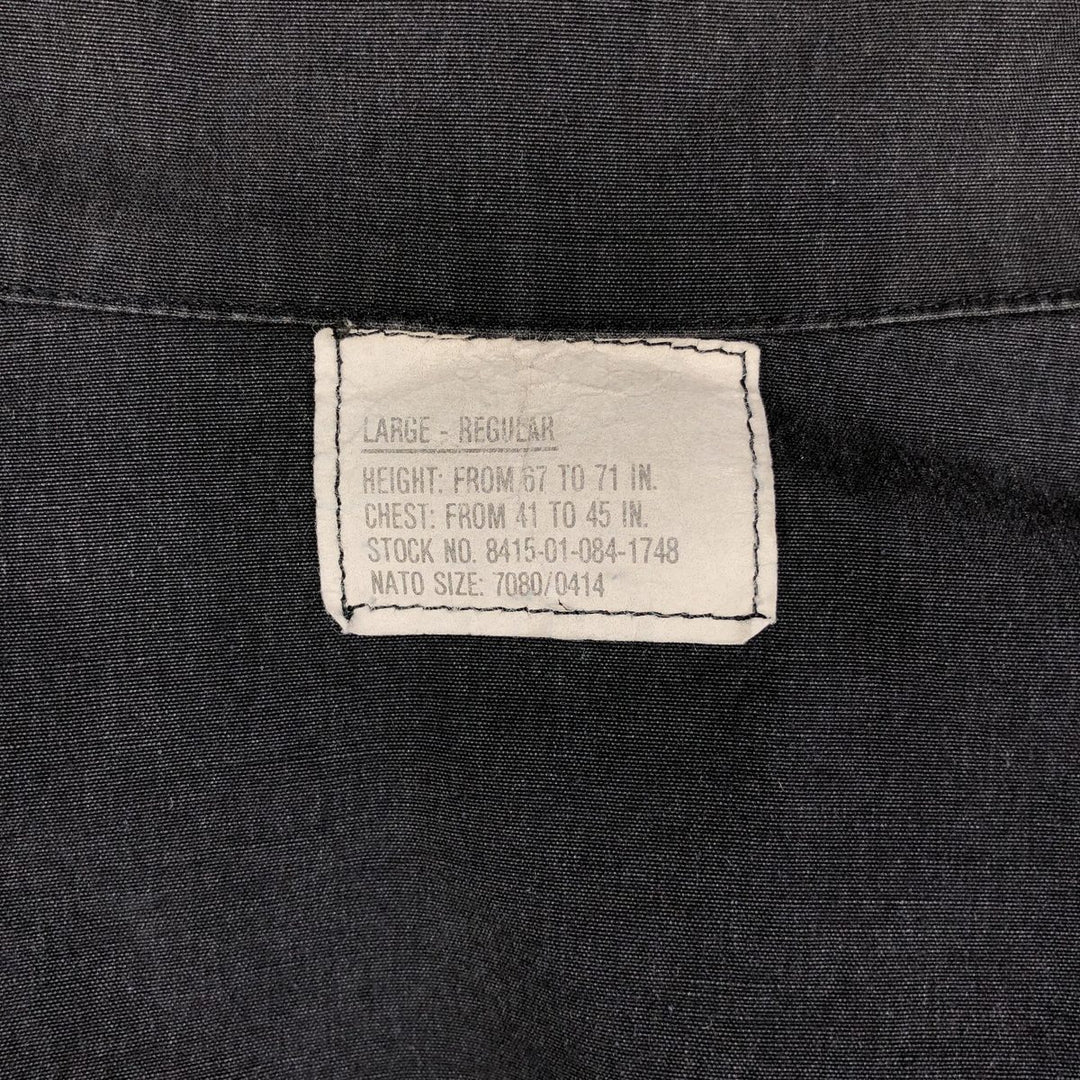 LARGE - REGULAR
HEIGHT: FROM 67 TO 71 IN.
CHEST: FROM 41 TO 45 IN.
STOCK NO. 8415-01-084-1748
NATO SIZE: 7080/0414